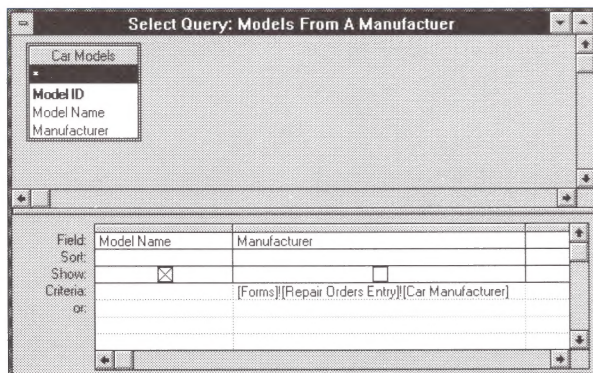 Select Query: Models From A Manufactuer
Car Models
*
Model ID
Model Name
Manufacturer
Field: Model Name Manufacturer
Sort:
Show:
Criteria: [Forms]![Repair Orders Entry]![Car Manufacturer]
or: